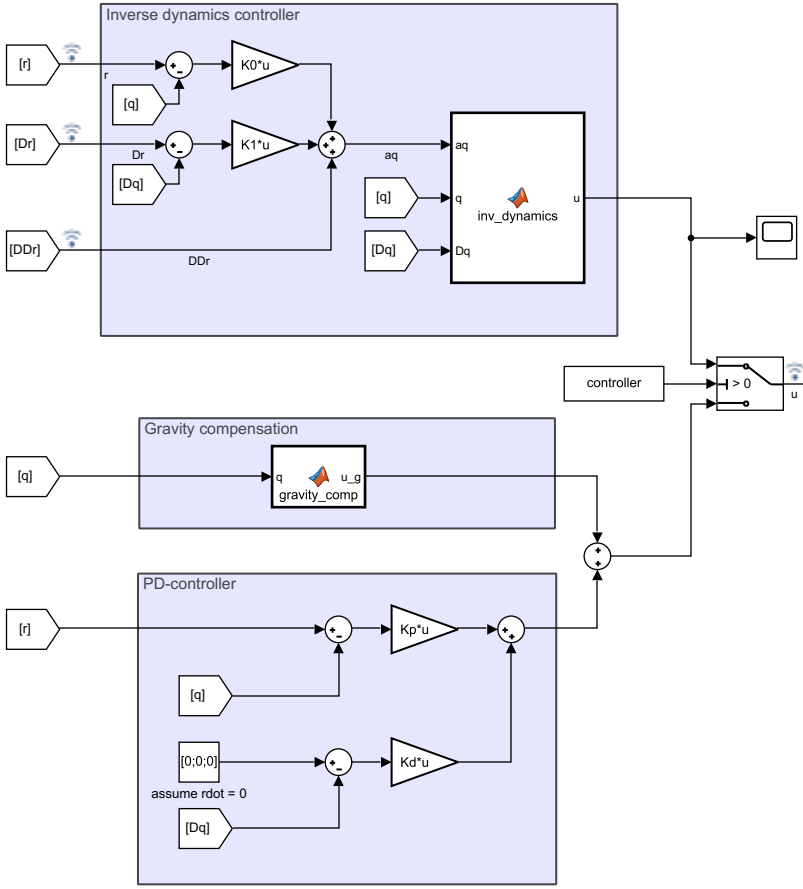 Inverse dynamics controller
[r]
r
+
-
K0*u
[q]
[Dr]
Dr
+
-
K1*u
+
+
+
aq
[Dq]
[DDr]
DDr
[q]
[Dq]
aq
q
Dq
inv_dynamics
u
controller
> 0
u
Gravity compensation
[q]
q
u_g
gravity_comp
+
+
PD-controller
[r]
+
-
Kp*u
+
+
[q]
[0;0;0]
+
-
Kd*u
assume rdot = 0
[Dq]